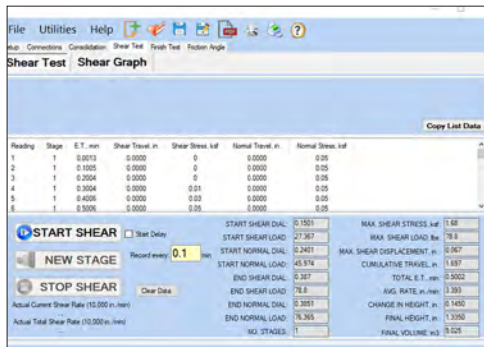 File Utilities Help
etup Connections Consolidation Shear Test Finish Test Friction Angle
Shear Test Shear Graph
Copy List Data
Reading Stage E.T., min Shear Travel, in Shear Stress, ksf Normal Travel, in Normal Stress, ksf
1 1 0.0013 0.0000 0 0.0000 0.05
2 1 0.1005 0.0000 0 0.0000 0.05
3 1 0.2004 0.0000 0 0.0000 0.05
4 1 0.3004 0.0000 0.01 0.0000 0.05
5 1 0.4006 0.0000 0.03 0.0000 0.05
6 1 0.5006 0.0000 0.05 0.0000 0.05
START SHEAR Start Delay
NEW STAGE Record every 0.1 min
STOP SHEAR Clear Data
Actual Current Shear Rate (10,000 in./min)
Actual Total Shear Rate (10,000 in./min)
START SHEAR DIAL: 0.1501
START SHEAR LOAD: 27.367
START NORMAL DIAL: 0.2401
START NORMAL LOAD: 45.974
END SHEAR DIAL: 0.387
END SHEAR LOAD: 78.8
END NORMAL DIAL: 0.3851
END NORMAL LOAD: 76.365
NO. STAGES: 1
MAX. SHEAR STRESS, ksf 1.68
MAX. SHEAR LOAD, lbs 78.8
MAX. SHEAR DISPLACEMENT, in 0.067
CUMULATIVE TRAVEL, in 1.697
TOTAL E.T., min 0.5002
AVG. RATE, in/min 3.393
CHANGE IN HEIGHT, in 0.1450
FINAL HEIGHT, in 1.3350
FINAL VOLUME, in3 8.025